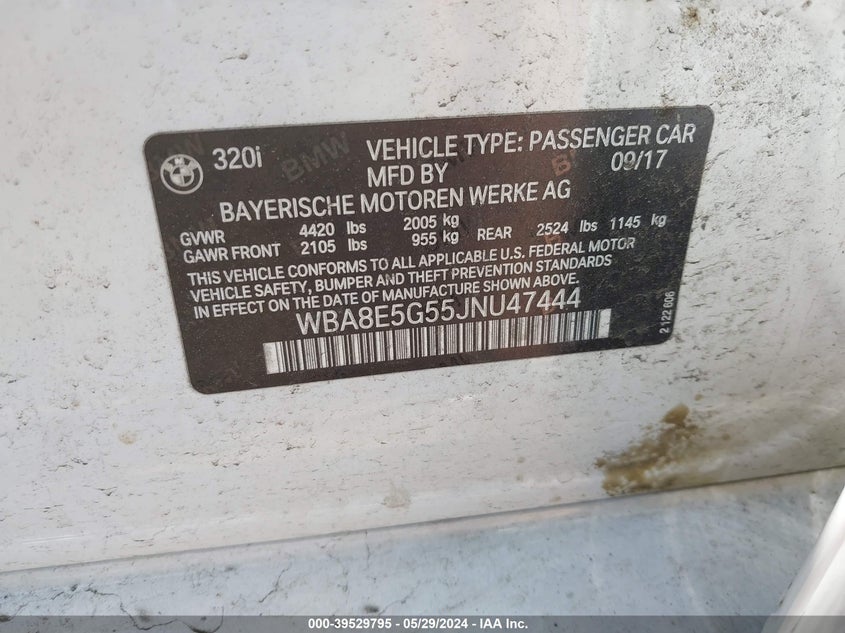 320i VEHICLE TYPE: PASSENGER CAR
MFD BY 09/17
BAYERISCHE MOTOREN WERKE AG
GVWR 4420 lbs 2005 kg
GAWR FRONT 2105 lbs 955 kg REAR 2524 lbs 1145 kg
THIS VEHICLE CONFORMS TO ALL APPLICABLE U.S. FEDERAL MOTOR
VEHICLE SAFETY, BUMPER AND THEFT PREVENTION STANDARDS
IN EFFECT ON THE DATE OF MANUFACTURE SHOWN ABOVE.
WBA8E5G55JNU47444
2 122 606
000-39529795 - 05/29/2024 - IAA Inc.